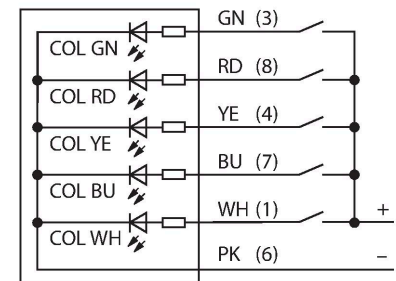 GN (3)
COL GN
RD (8)
COL RD
YE (4)
COL YE
BU (7)
COL BU
WH (1)
+
COL WH
PK (6)
–